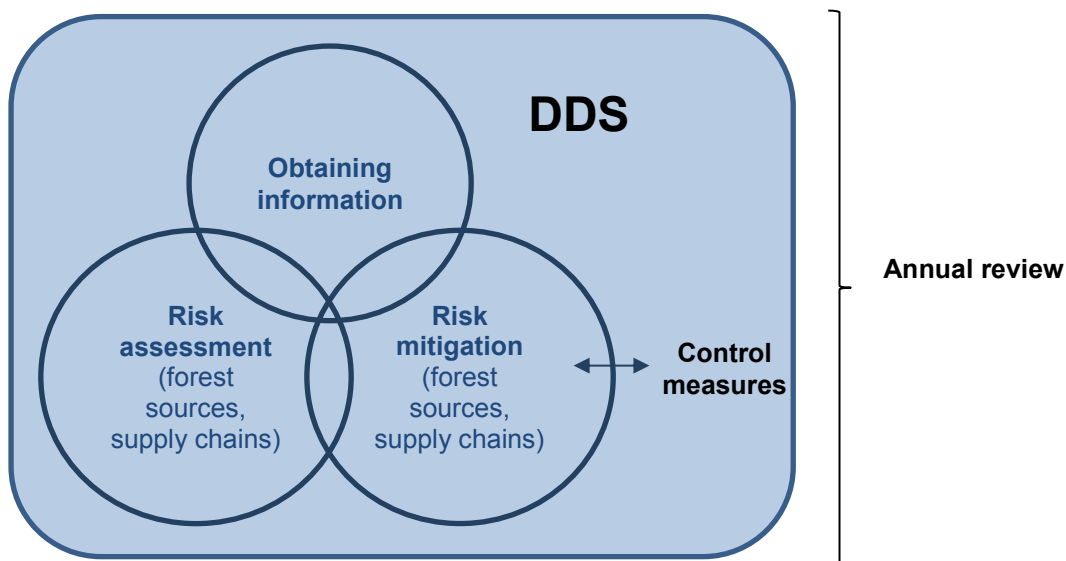 DDS
Obtaining
information
Risk
assessment
(forest
sources,
supply chains)
Risk
mitigation
(forest
sources,
supply chains)
Control
measures
Annual review